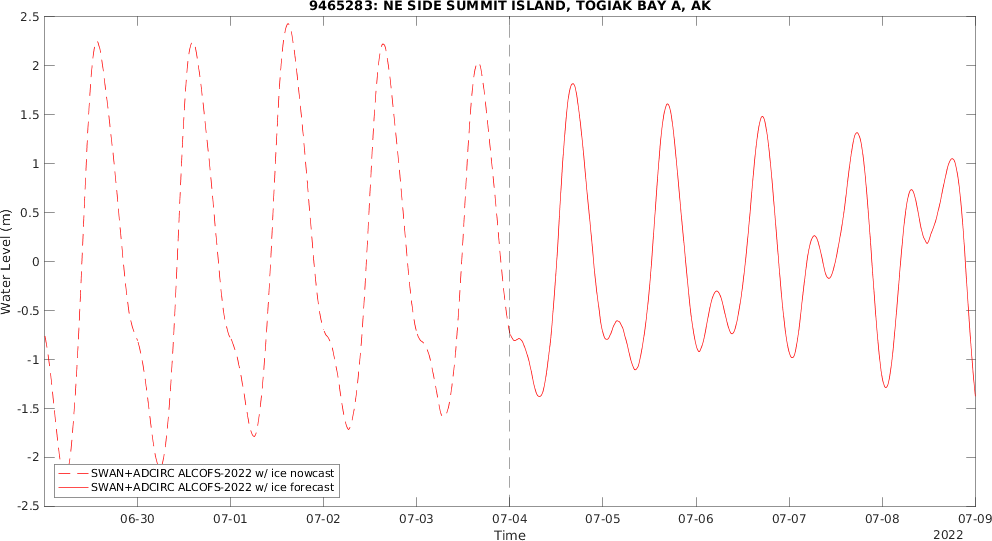 9465283: NE SIDE SUMMIT ISLAND, TOGIAK BAY A, AK
2.5
2
1.5
1
0.5
0
-0.5
-1
-1.5
-2
-2.5
Water Level (m)
SWAN+ADCIRC ALCOFS-2022 w/ ice nowcast
SWAN+ADCIRC ALCOFS-2022 w/ ice forecast
06-30 07-01 07-02 07-03 07-04 07-05 07-06 07-07 07-08 07-09
Time
2022